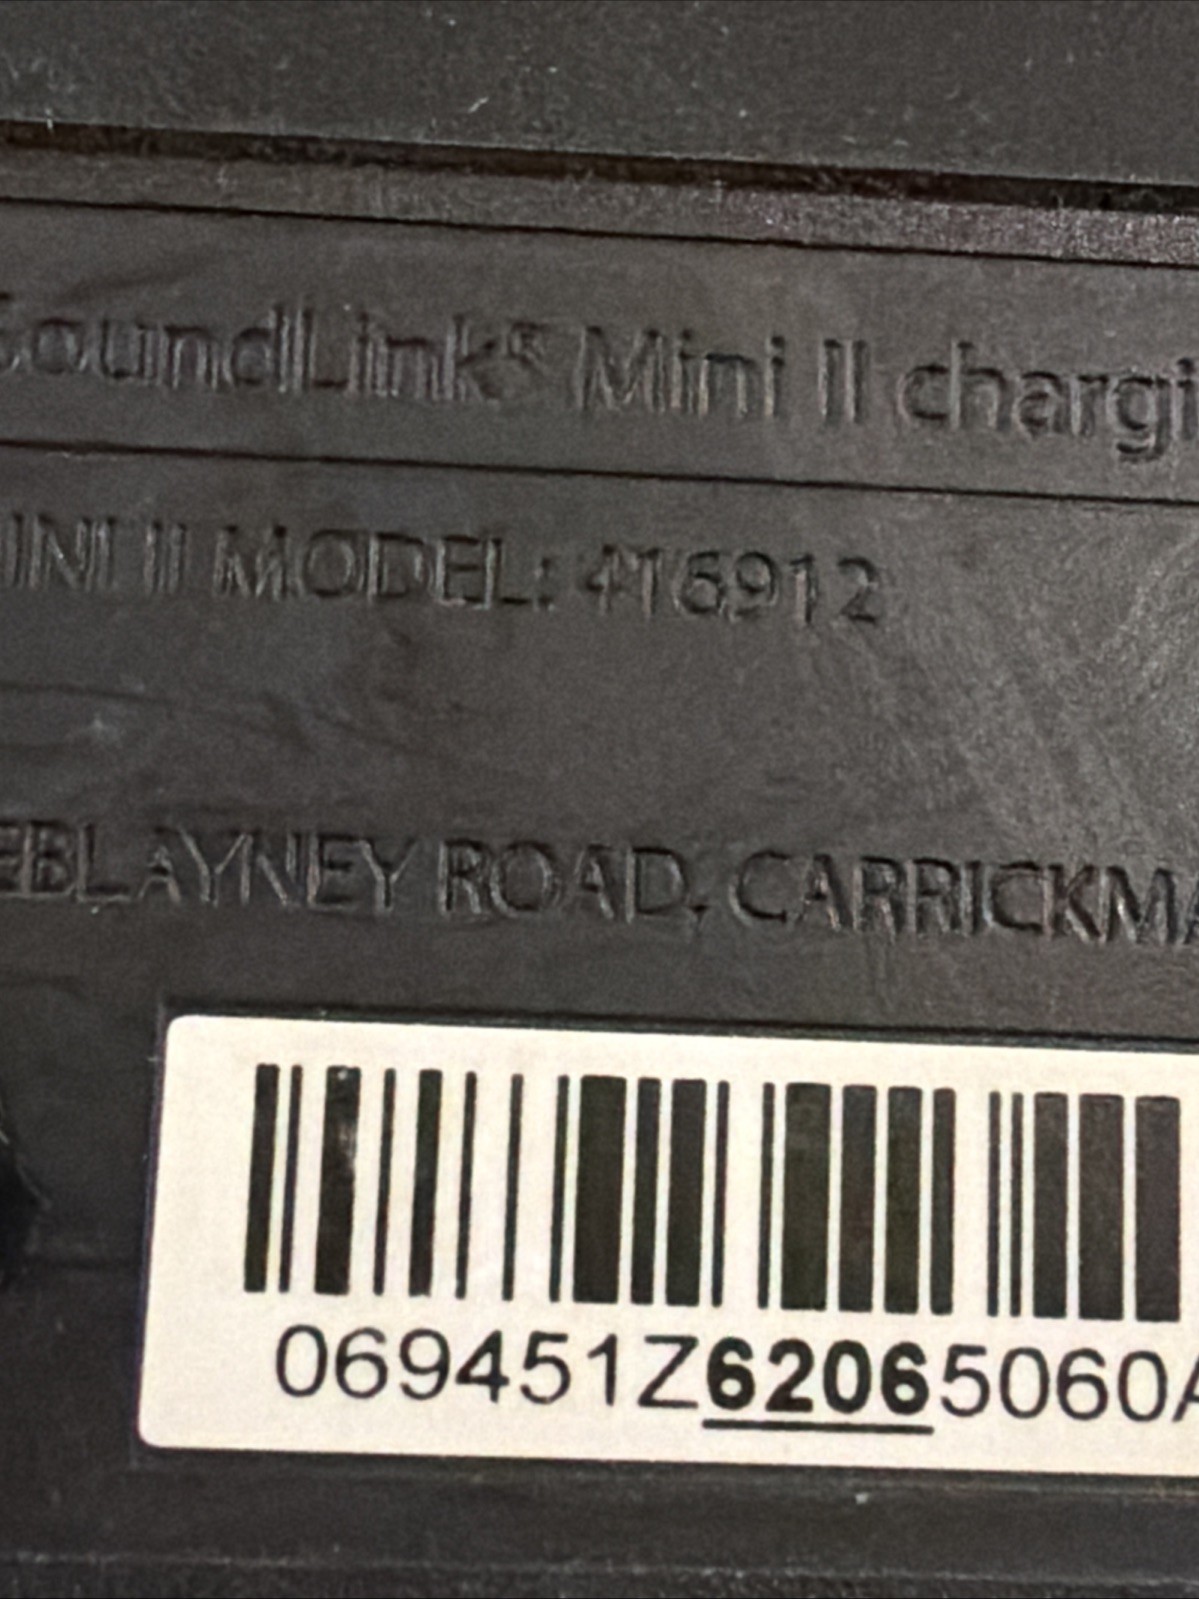 SoundLink® Mini II chargi
INI II MODEL: 416912
EBLAYNEY ROAD, CARRICKMA
069451Z62065060A